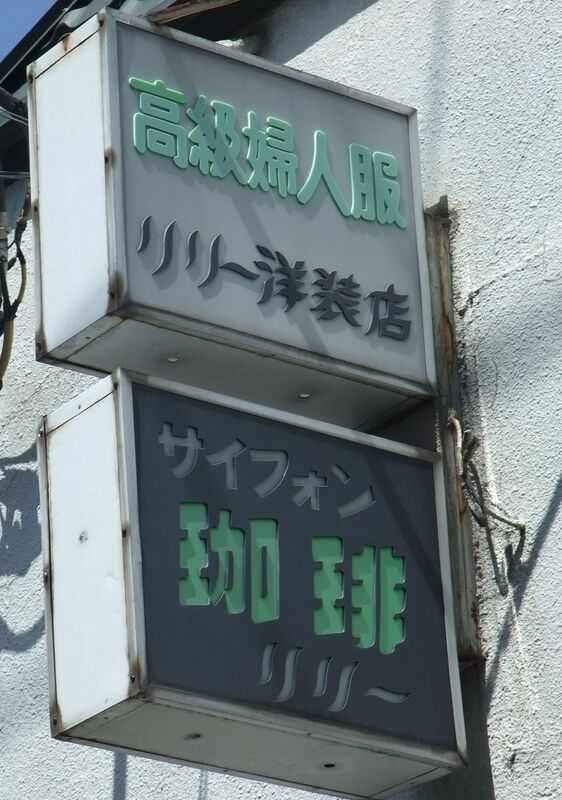 高級婦人服
リリー洋装店
サイフォン
珈琲
リリー